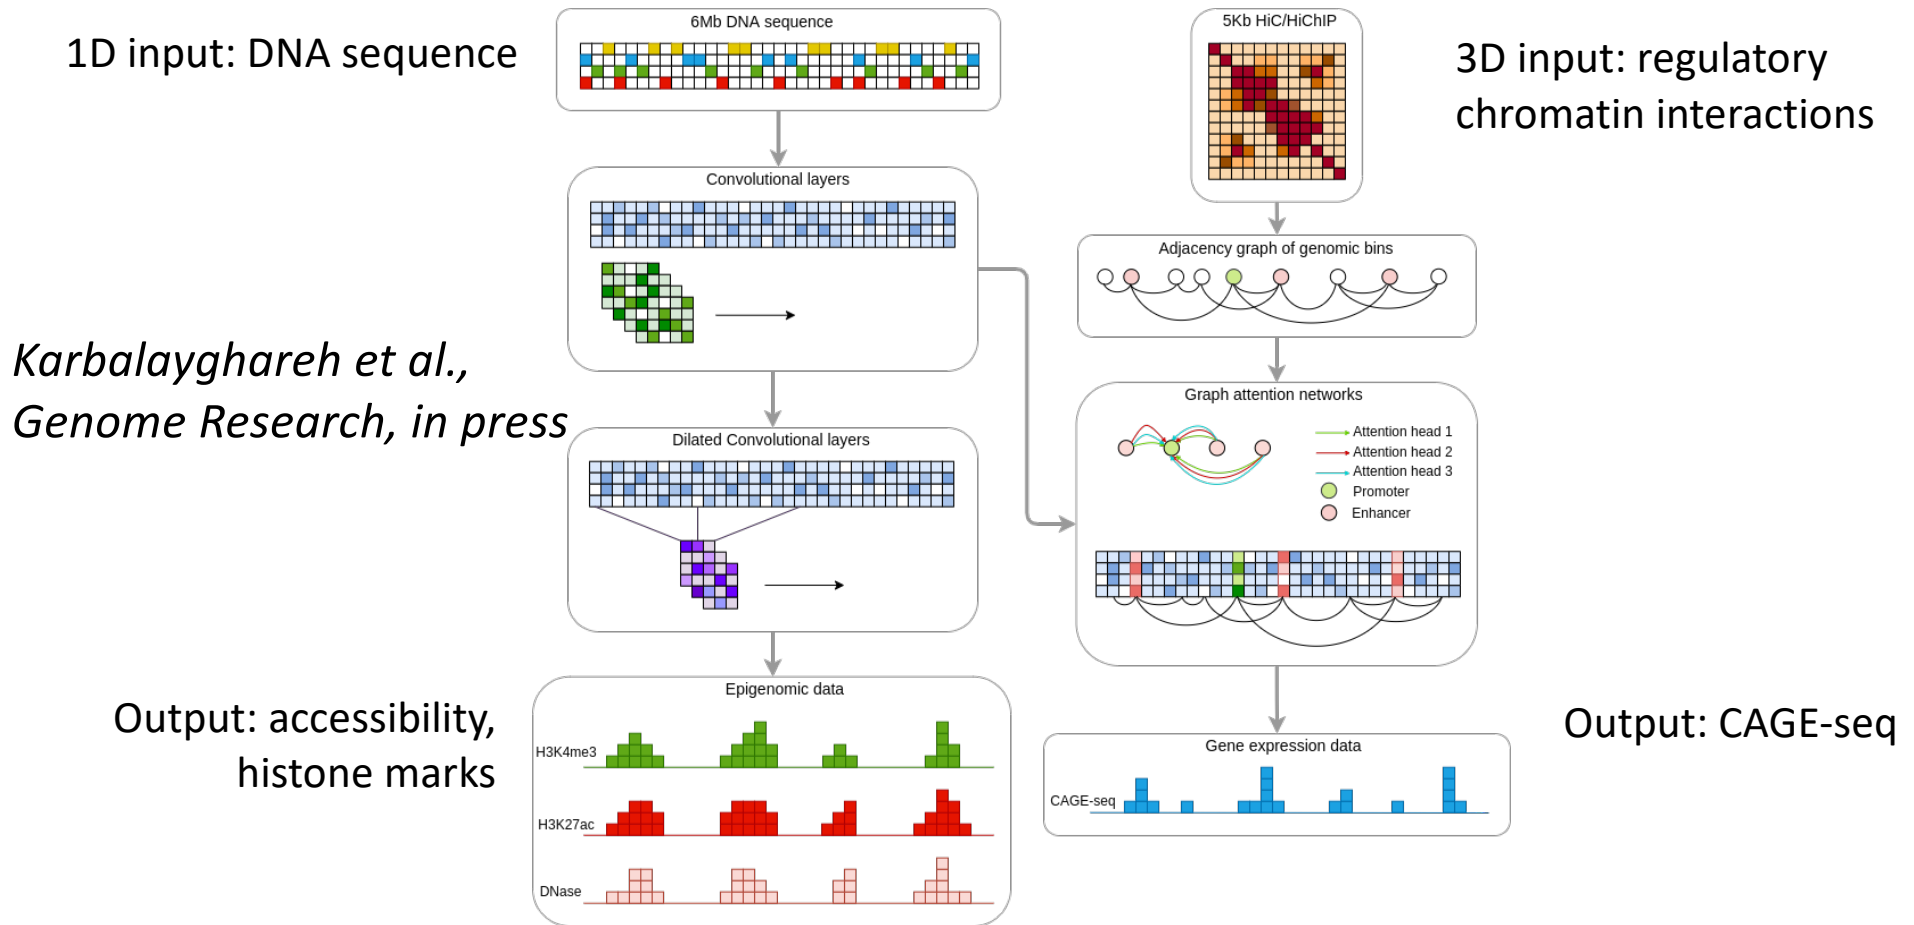 1D input: DNA sequence
6Mb DNA sequence
5Kb HiC/HiChIP
3D input: regulatory
chromatin interactions
Convolutional layers
Adjacency graph of genomic bins
Karbalayghareh et al.,
Genome Research, in press
Dilated Convolutional layers
Graph attention networks
Attention head 1
Attention head 2
Attention head 3
Promoter
Enhancer
Output: accessibility,
histone marks
Epigenomic data
H3K4me3
H3K27ac
DNase
Output: CAGE-seq
Gene expression data
CAGE-seq